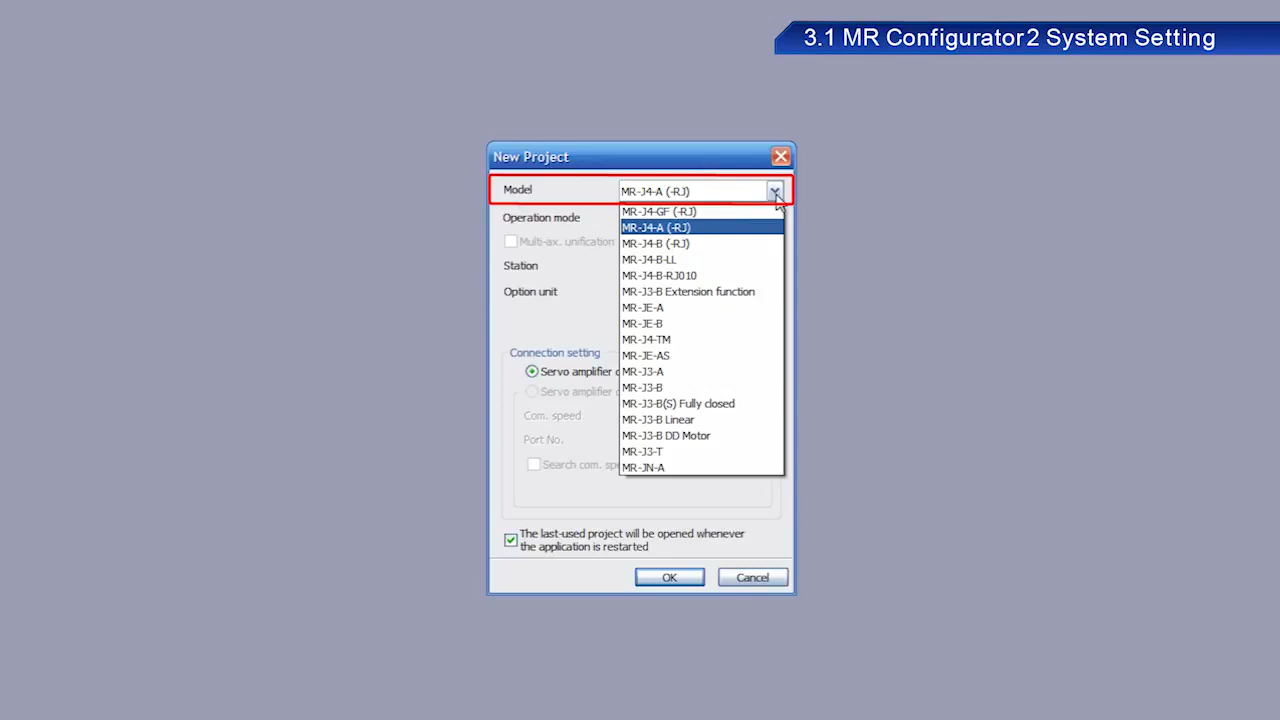 3.1 MR Configurator2 System Setting
New Project
Model
MR-J4-A (-RJ)
MR-J4-GF (-RJ)
Operation mode
MR-J4-A (-RJ)
Multi-ax. unification
MR-J4-B (-RJ)
MR-J4-B-LL
Station
MR-J4-B-RJ010
Option unit
MR-J3-B Extension function
MR-JE-A
MR-JE-B
MR-J4-TM
Connection setting
MR-JE-AS
Servo amplifier
MR-J3-A
MR-J3-B
Servo amplifier
MR-J3-B(S) Fully closed
Com. speed
MR-J3-B Linear
MR-J3-B DD Motor
Port No.
MR-J3-T
Search com.
MR-JN-A
The last-used project will be opened whenever
the application is restarted
OK
Cancel